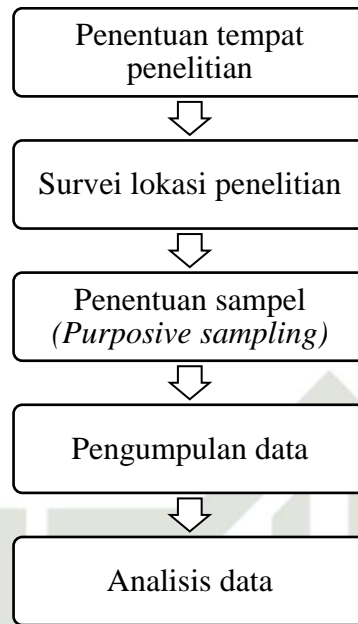 Penentuan tempat
penelitian
Survei lokasi penelitian
Penentuan sampel
(Purposive sampling)
Pengumpulan data
Analisis data